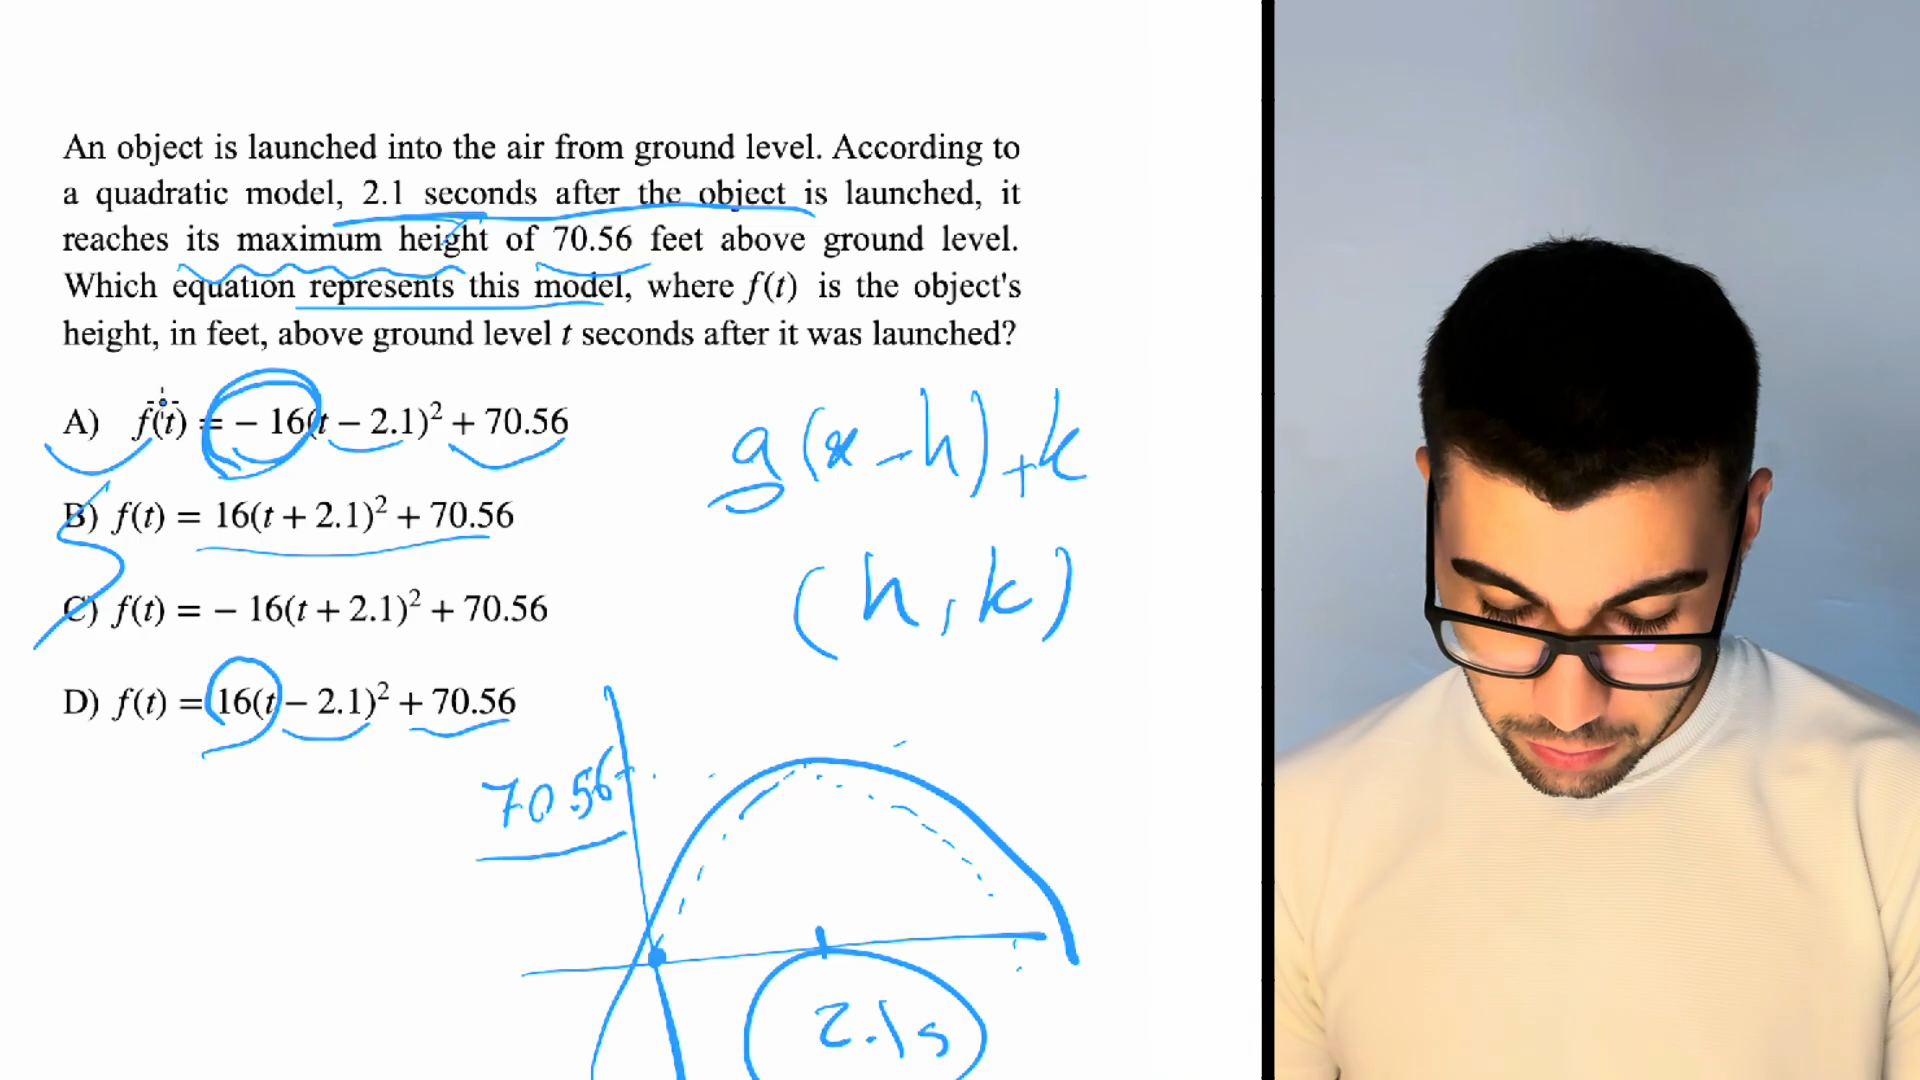 An object is launched into the air from ground level. According to
a quadratic model, 2.1 seconds after the object is launched, it
reaches its maximum height of 70.56 feet above ground level.
Which equation represents this model, where f(t) is the object's
height, in feet, above ground level t seconds after it was launched?
A) f(t) = − 16(t − 2.1)² + 70.56
B) f(t) = 16(t + 2.1)² + 70.56
C) f(t) = − 16(t + 2.1)² + 70.56
D) f(t) = 16(t − 2.1)² + 70.56
a(x-h)+k
(h,k)
70.56
2.1s